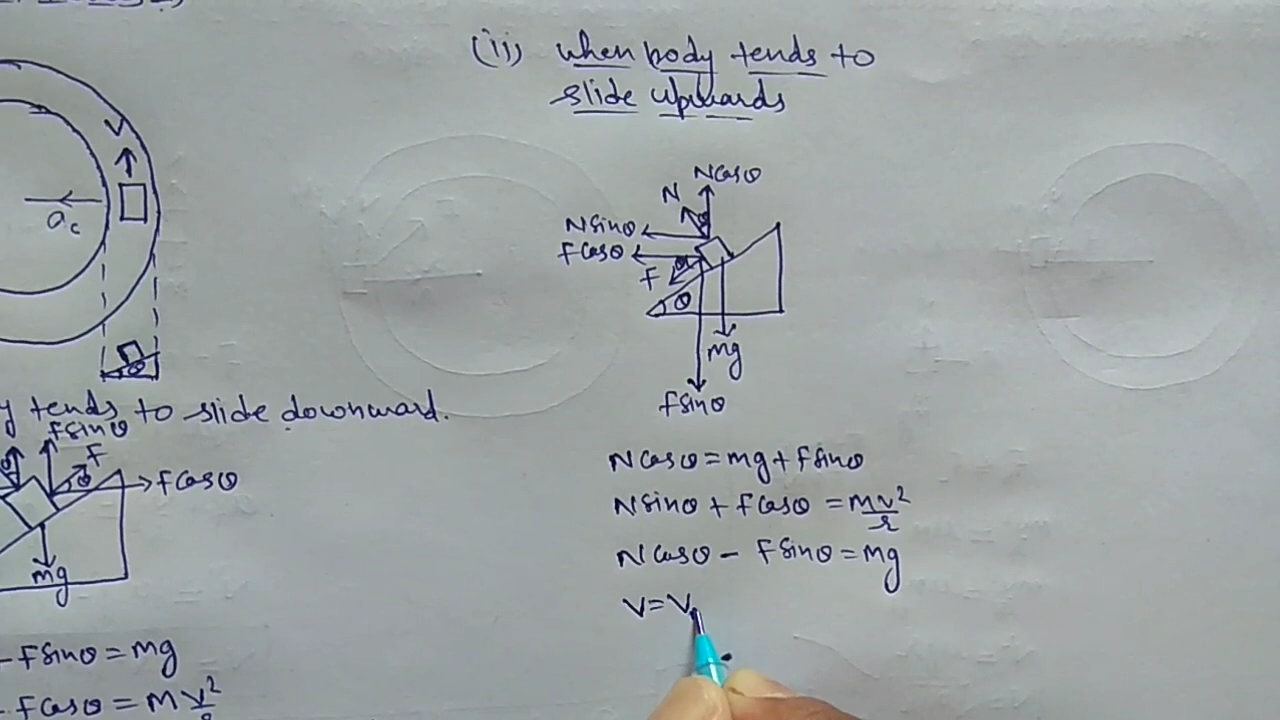 (ii) when body tends to
slide upwards
V
a_c
Ncosθ
N
Nsinθ
Fcosθ
F
θ
mg
fsinθ
y tends to slide downward.
fsinθ
F
θ
Fcosθ
mg
Ncosθ = mg + Fsinθ
Nsinθ + fcosθ = mv²/r
Ncosθ - Fsinθ = mg
V = V
- Fsinθ = mg
- Fcosθ = mv²